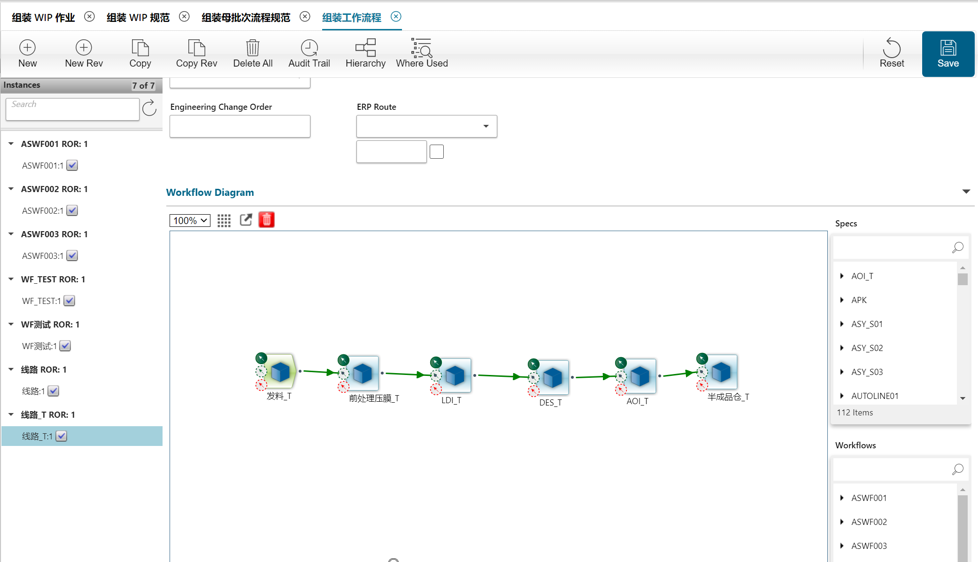 组装 WIP 作业 组装 WIP 规范 组装母批次流程规范 组装工作流程
New New Rev Copy Copy Rev Delete All Audit Trail Hierarchy Where Used Reset Save
Instances 7 of 7
Search
ASWF001 ROR: 1
ASWF001:1
ASWF002 ROR: 1
ASWF002:1
ASWF003 ROR: 1
ASWF003:1
WF_TEST ROR: 1
WF_TEST:1
WF测试 ROR: 1
WF测试:1
线路 ROR: 1
线路:1
线路_T ROR: 1
线路_T:1
Engineering Change Order ERP Route
Workflow Diagram
100%
发料_T 前处理压膜_T LDI_T DES_T AOI_T 半成品仓_T
Specs
AOI_T
APK
ASY_S01
ASY_S02
ASY_S03
AUTOLINE01
112 Items
Workflows
ASWF001
ASWF002
ASWF003